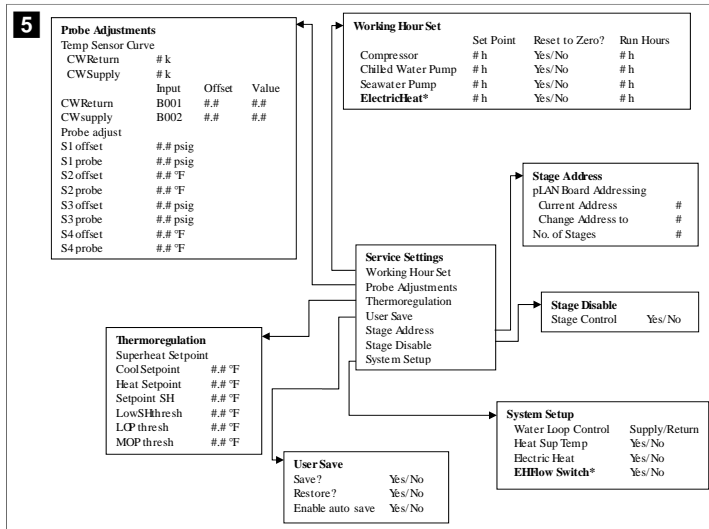 5
Probe Adjustments
Temp Sensor Curve
CWReturn # k
CWSupply # k
Input Offset Value
CWReturn B001 #.# #.#
CWsupply B002 #.# #.#
Probe adjust
S1 offset #.# psig
S1 probe #.# psig
S2 offset #.# °F
S2 probe #.# °F
S3 offset #.# psig
S3 probe #.# psig
S4 offset #.# °F
S4 probe #.# °F
Working Hour Set
Set Point Reset to Zero? Run Hours
Compressor # h Yes/No # h
Chilled Water Pump # h Yes/No # h
Seawater Pump # h Yes/No # h
ElectricHeat* # h Yes/No # h
Stage Address
pLAN Board Addressing
Current Address #
Change Address to #
No. of Stages #
Service Settings
Working Hour Set
Probe Adjustments
Thermoregulation
User Save
Stage Address
Stage Disable
System Setup
Stage Disable
Stage Control Yes/No
Thermoregulation
Superheat Setpoint
Cool Setpoint #.# °F
Heat Setpoint #.# °F
Setpoint SH #.# °F
LowSHthresh #.# °F
LOP thresh #.# °F
MOP thresh #.# °F
User Save
Save? Yes/No
Restore? Yes/No
Enable auto save Yes/No
System Setup
Water Loop Control Supply/Return
Heat Sup Temp Yes/No
Electric Heat Yes/No
EHFlow Switch* Yes/No